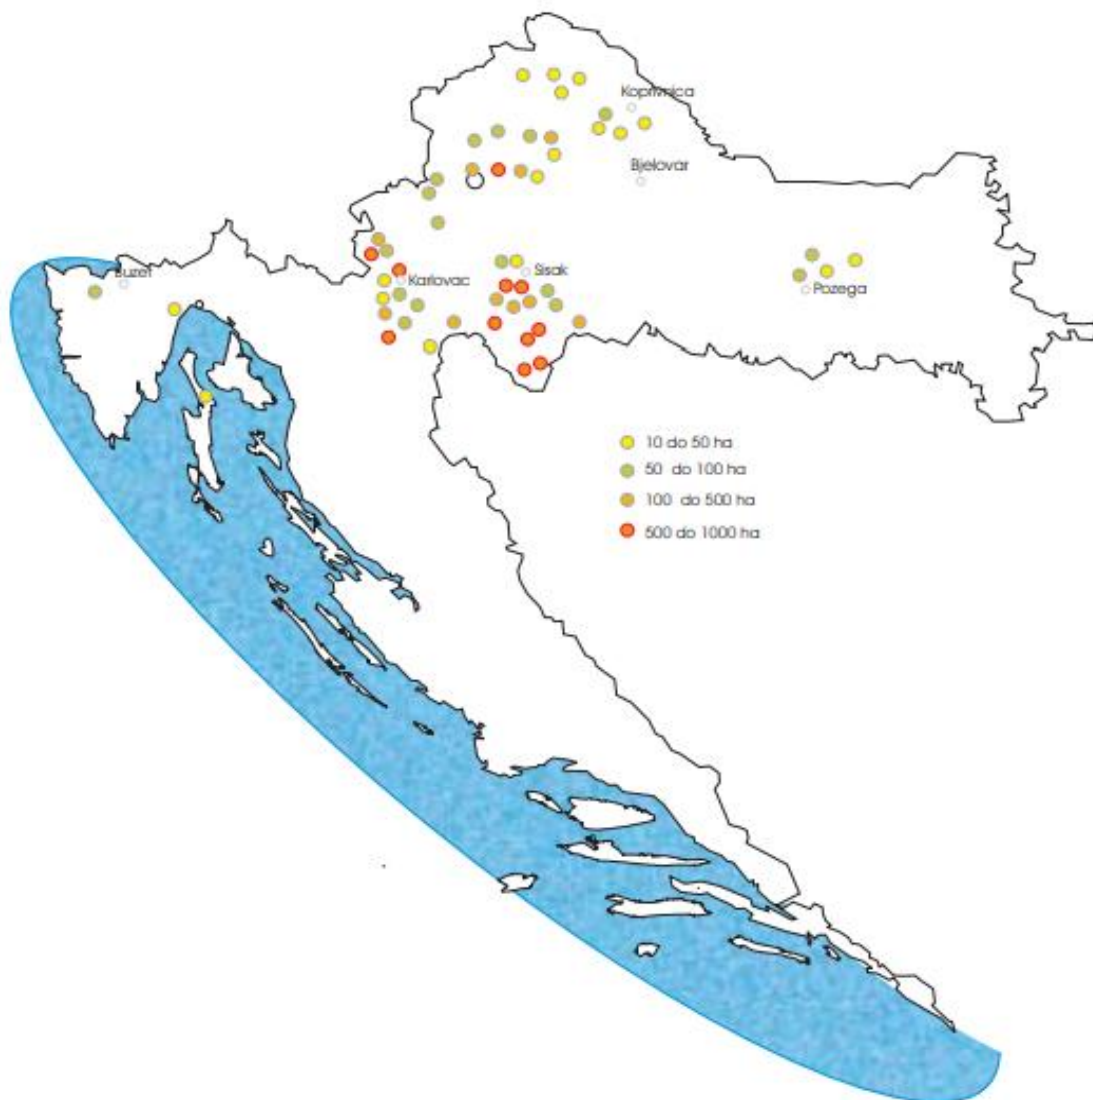 Koprivnica
Bjelovar
Buzet
Karlovac
Sisak
Pozega
10 do 50 ha
50 do 100 ha
100 do 500 ha
500 do 1000 ha